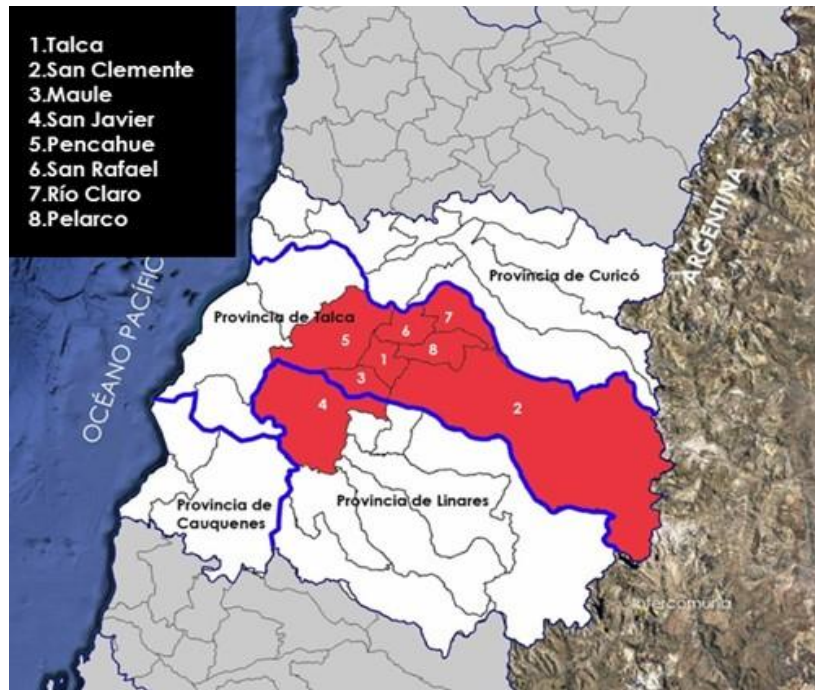 1.Talca
2.San Clemente
3.Maule
4.San Javier
5.Pencahue
6.San Rafael
7.Río Claro
8.Pelarco
OCÉANO PACÍFICO
ARGENTINA
Provincia de Curicó
Provincia de Talca
7
6
5
8
1
3
4
2
Provincia de Linares
Provincia de
Cauquenes
Intercomuna